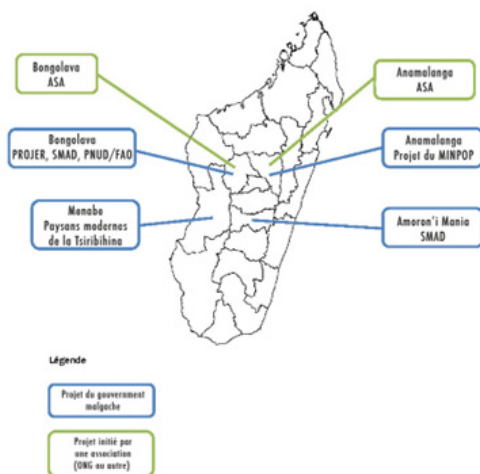 Bongolava
ASA
Anamalanga
ASA
Bongolava
PROJER, SMAD, PNUD/FAO
Anamalanga
Projet du MINPOP
Menabe
Paysans modernes
de la Tsiribihina
Amoron'i Mania
SMAD
Légende
Projet du gouvernement
malgache
Projet initié par
une association
(ONG ou autre)